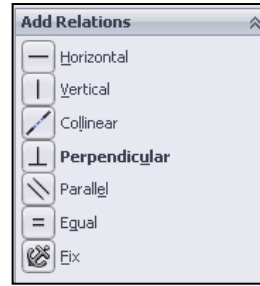 Add Relations
Horizontal
Vertical
Collinear
Perpendicular
Parallel
Equal
Fix